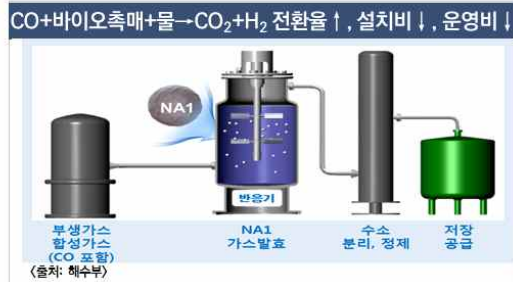 CO+바이오촉매+물→CO₂+H₂ 전환율↑, 설치비↓, 운영비↓
NA1
반응기
부생가스
합성가스
(CO 포함)
NA1
가스발효
수소
분리, 정제
저장
공급
<출처: 해수부>